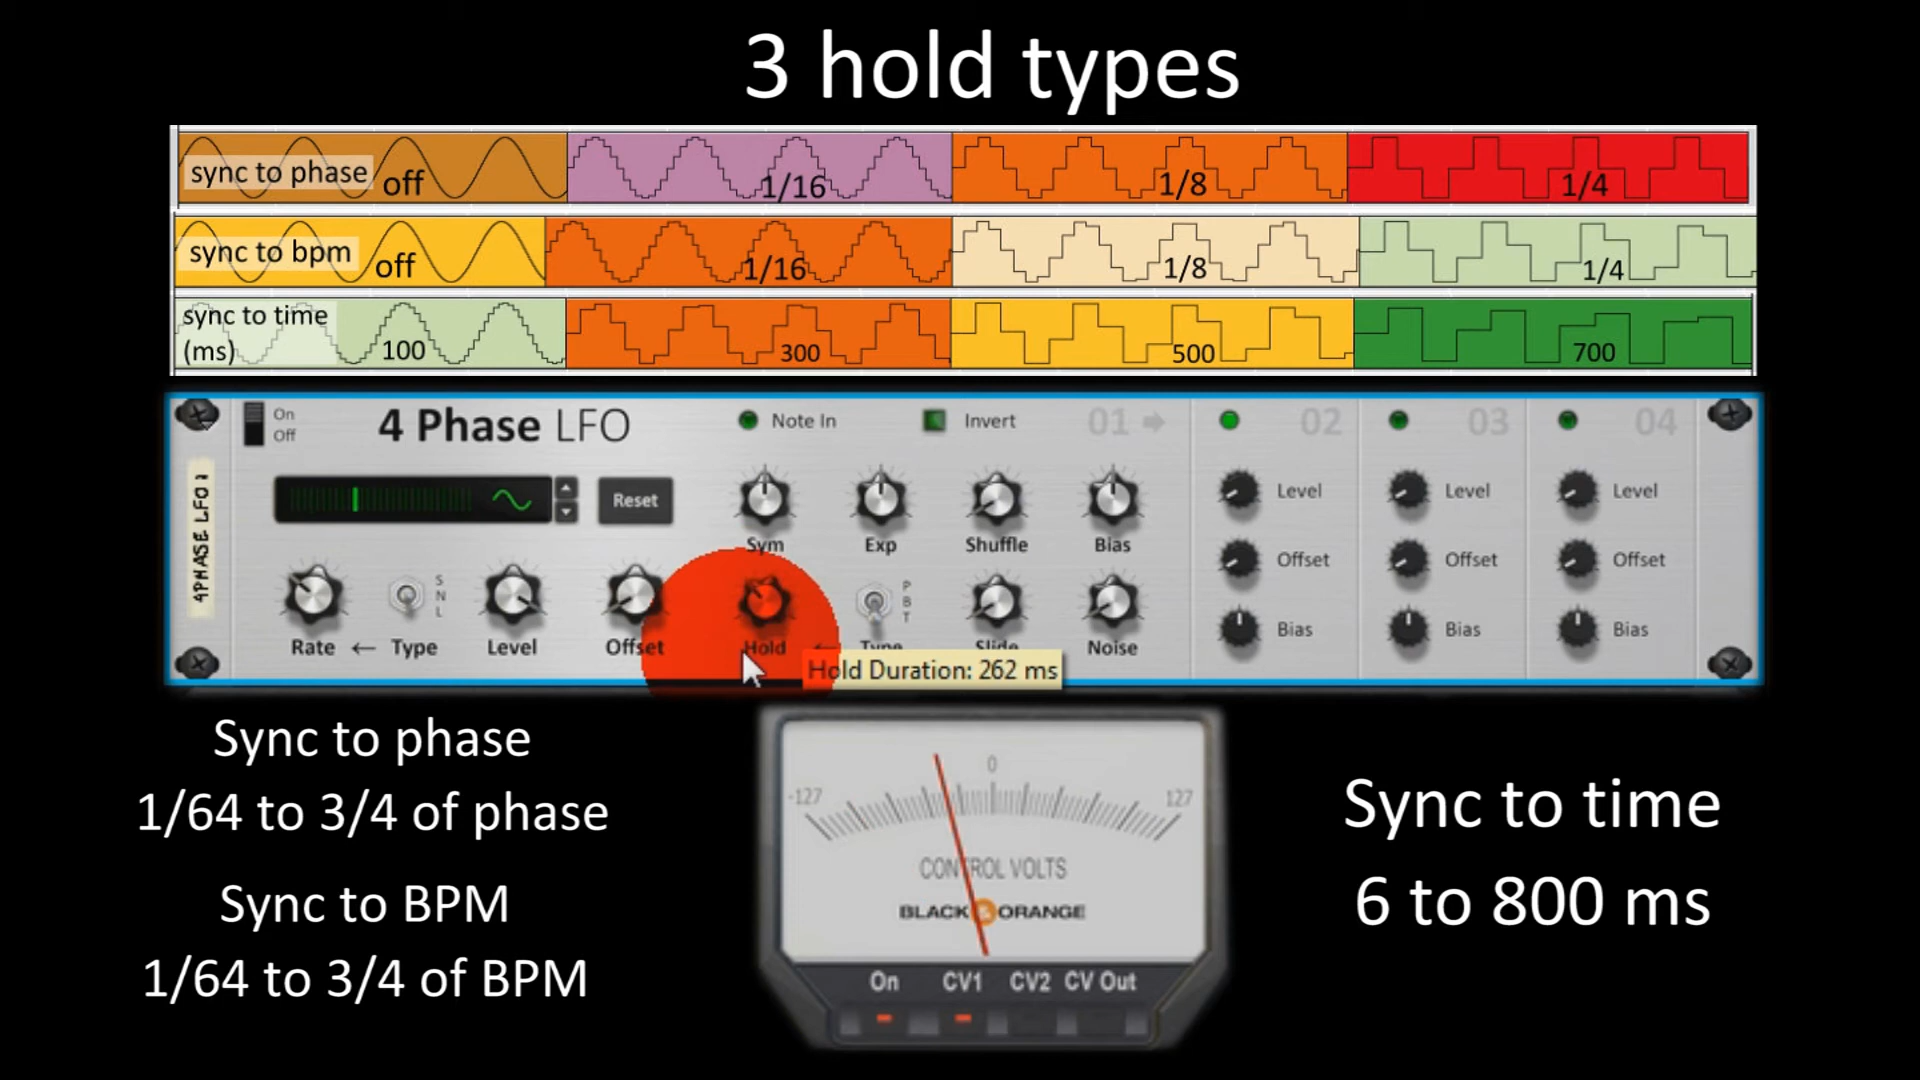 3 hold types
sync to phase off 1/16 1/8 1/4
sync to bpm off 1/16 1/8 1/4
sync to time
(ms) 100 300 500 700
On
Off
4 Phase LFO
Note In
Invert
01 02 03 04
4PHASE LFO 1
Reset
Sym Exp Shuffle Bias
Level Level Level
Offset Offset Offset
Bias Bias Bias
S
N
L
P
B
T
Rate ← Type Level Offset Hold ← Type Slide Noise
Hold Duration: 262 ms
Sync to phase
1/64 to 3/4 of phase
Sync to BPM
1/64 to 3/4 of BPM
-127 0 127
CONTROL VOLTS
BLACK & ORANGE
On CV1 CV2 CV Out
Sync to time
6 to 800 ms